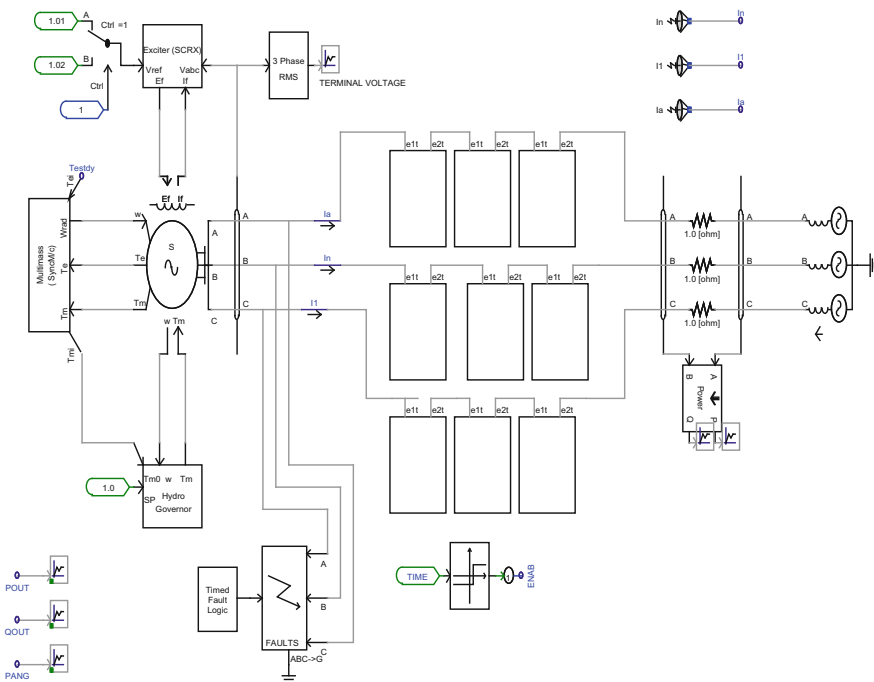 1.01
A
Ctrl =1
1.02
B
Ctrl
1
Exciter (SCRX)
Vref
Vabc
Ef
If
3 Phase
RMS
TERMINAL VOLTAGE
In
In
I1
I1
Ia
Ia
Testdy
Tei
Multimass
( SyncM/c)
Wrad
Te
Tm
Tmi
w
Te
Tm
Ef If
S
w Tm
A
B
C
A
B
C
Ia
In
I1
e1t e2t e1t e2t e1t e2t
e1t e2t e1t e2t e1t e2t
e1t e2t e1t e2t e1t e2t
A
1.0 [ohm]
A
A
B
1.0 [ohm]
B
B
C
1.0 [ohm]
C
C
A
B
Power
P
Q
1.0
Tm0 w Tm
SP
Hydro
Governor
Timed
Fault
Logic
A
B
C
FAULTS
ABC->G
TIME
1
ENAB
POUT
QOUT
PANG